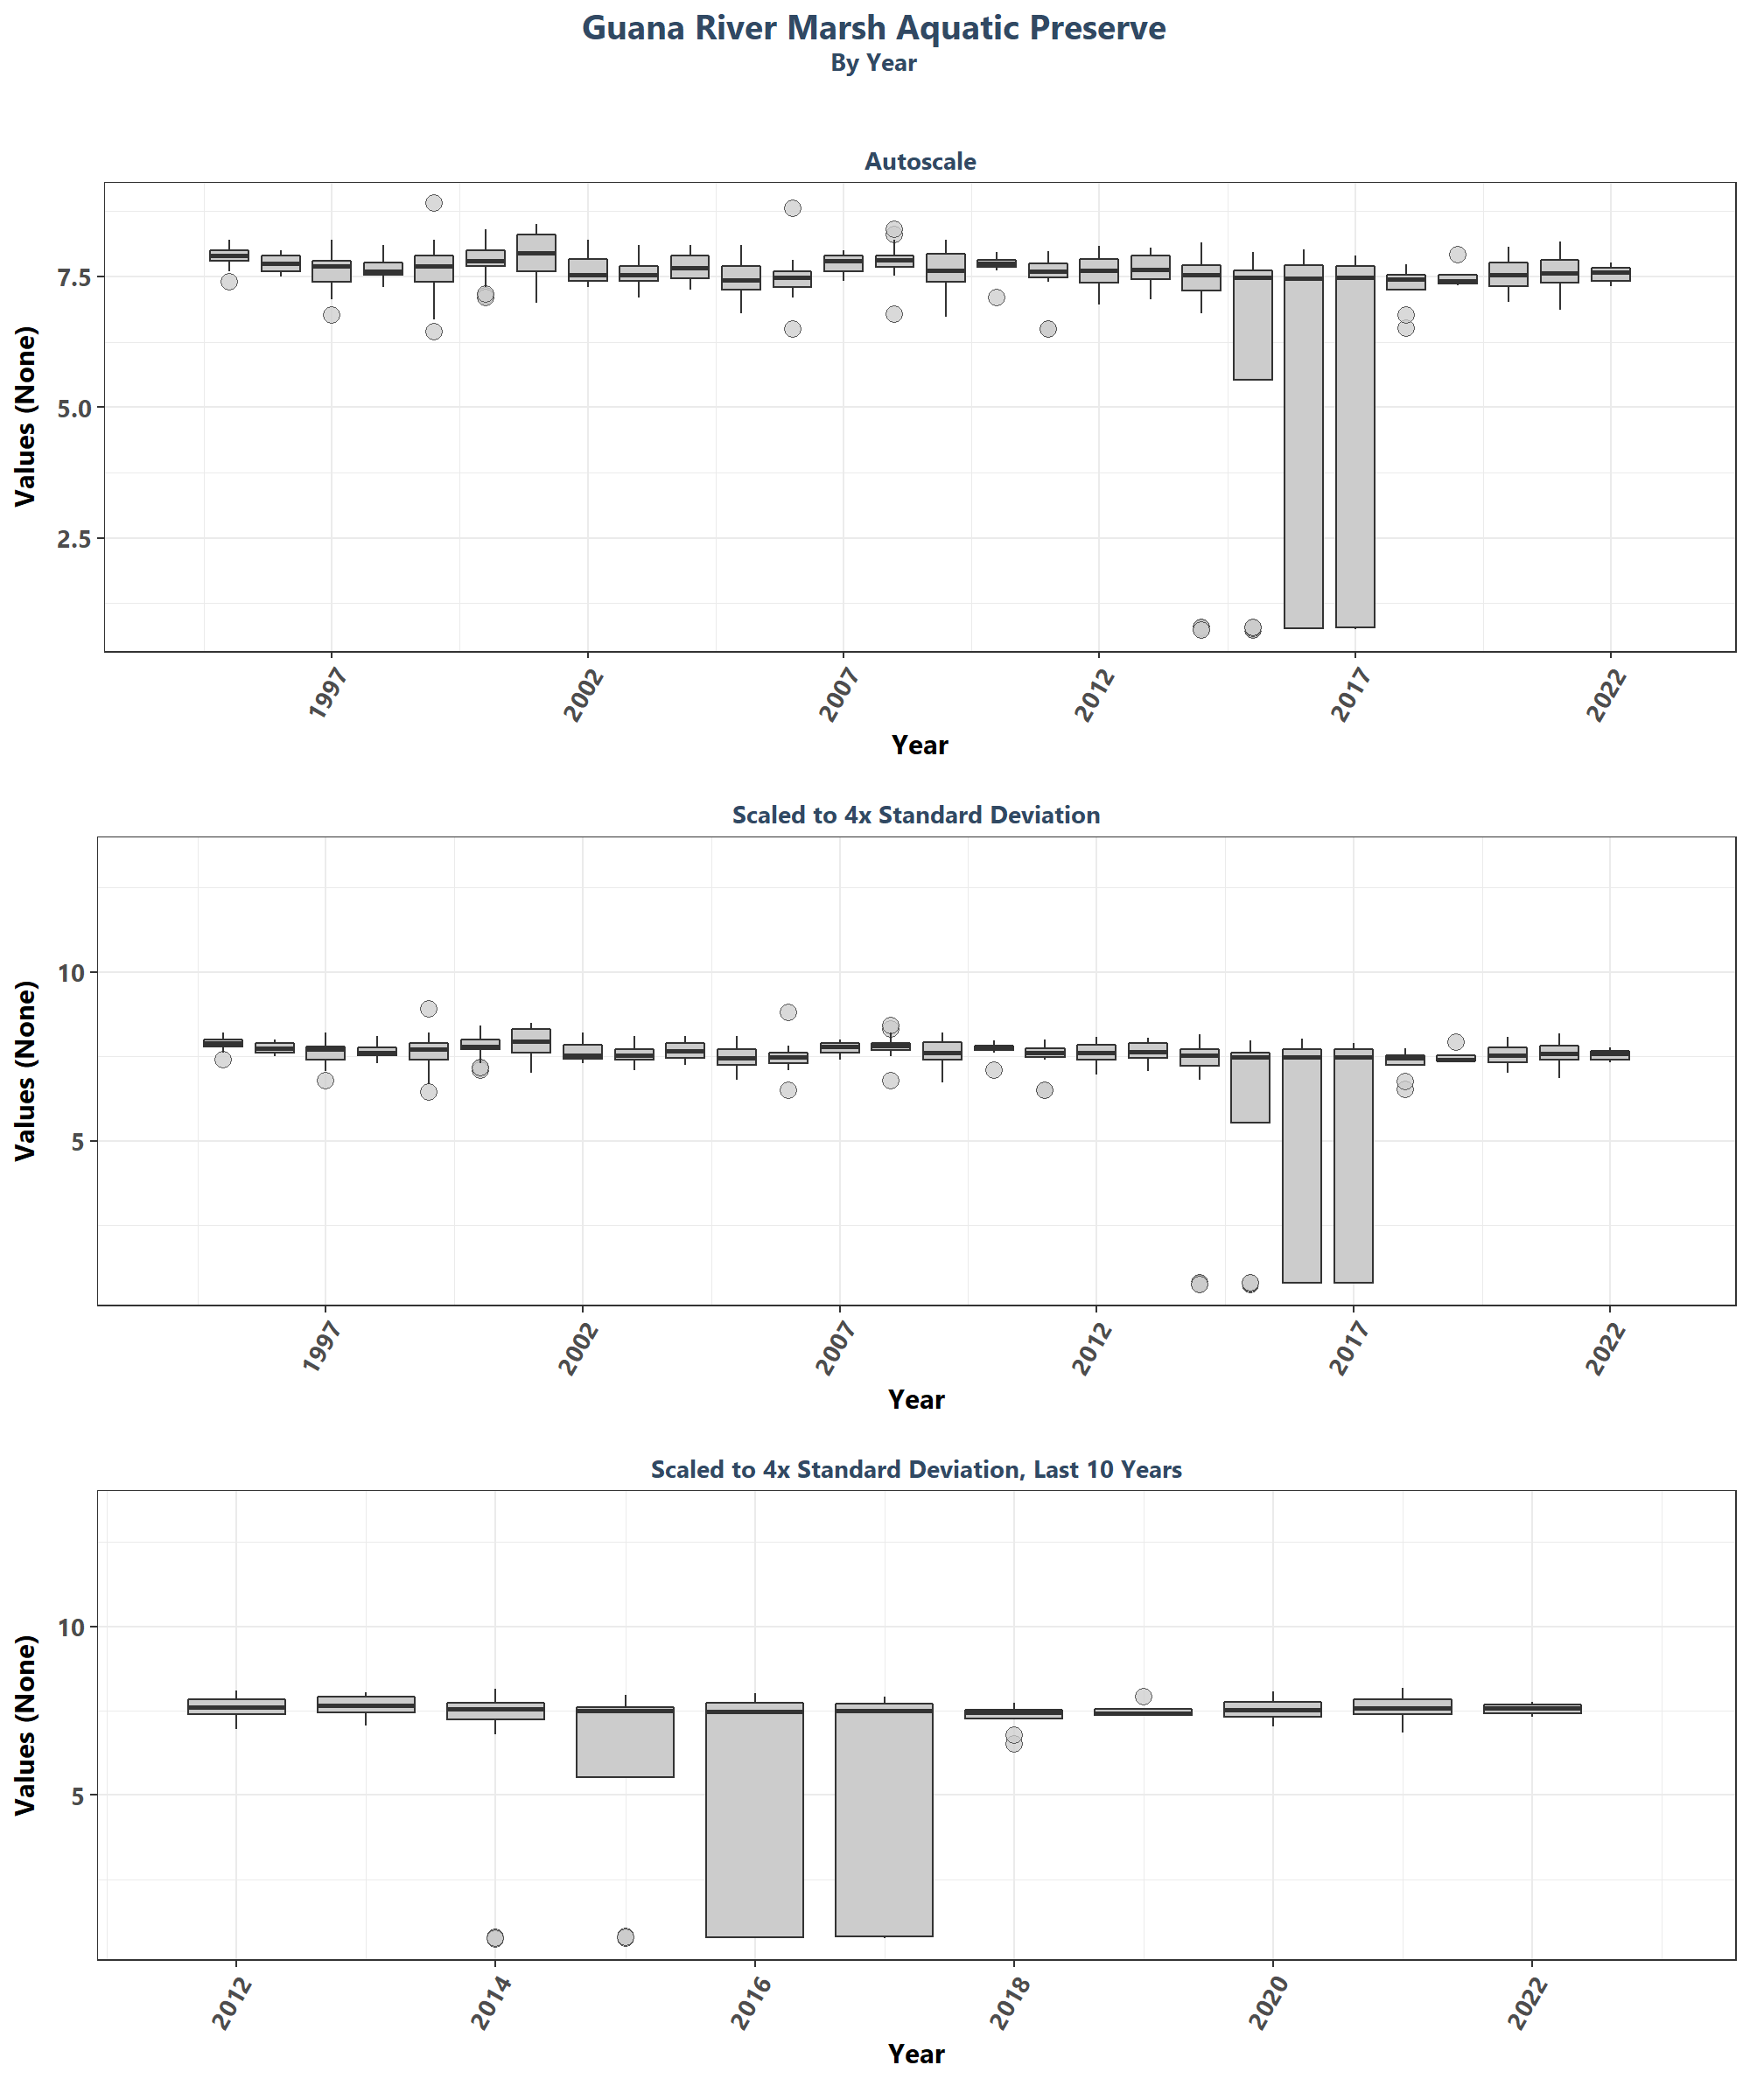 Guana River Marsh Aquatic Preserve
By Year
Autoscale
Values (None)
7.5
5.0
2.5
1997 2002 2007 2012 2017 2022
Year
Scaled to 4x Standard Deviation
Values (None)
10
5
1997 2002 2007 2012 2017 2022
Year
Scaled to 4x Standard Deviation, Last 10 Years
Values (None)
10
5
2012 2014 2016 2018 2020 2022
Year